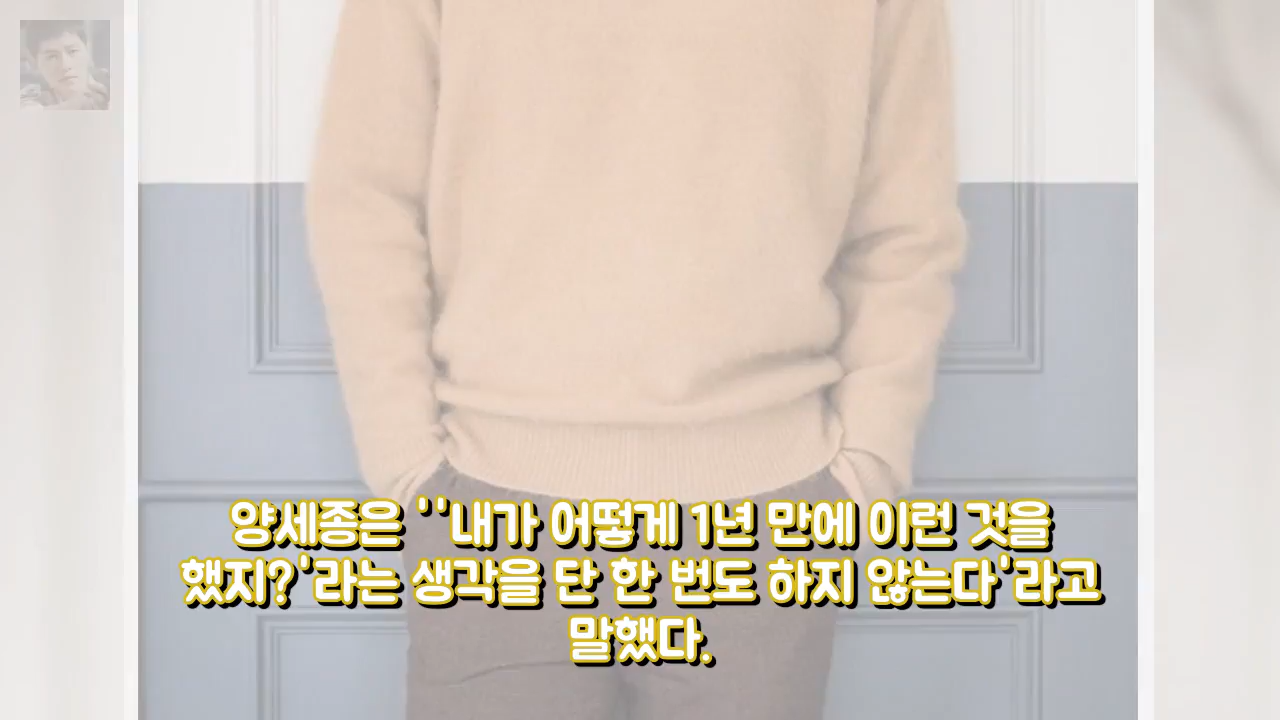 양세종은 ''내가 어떻게 1년 만에 이런 것을
했지?'라는 생각을 단 한 번도 하지 않는다'라고
말했다.